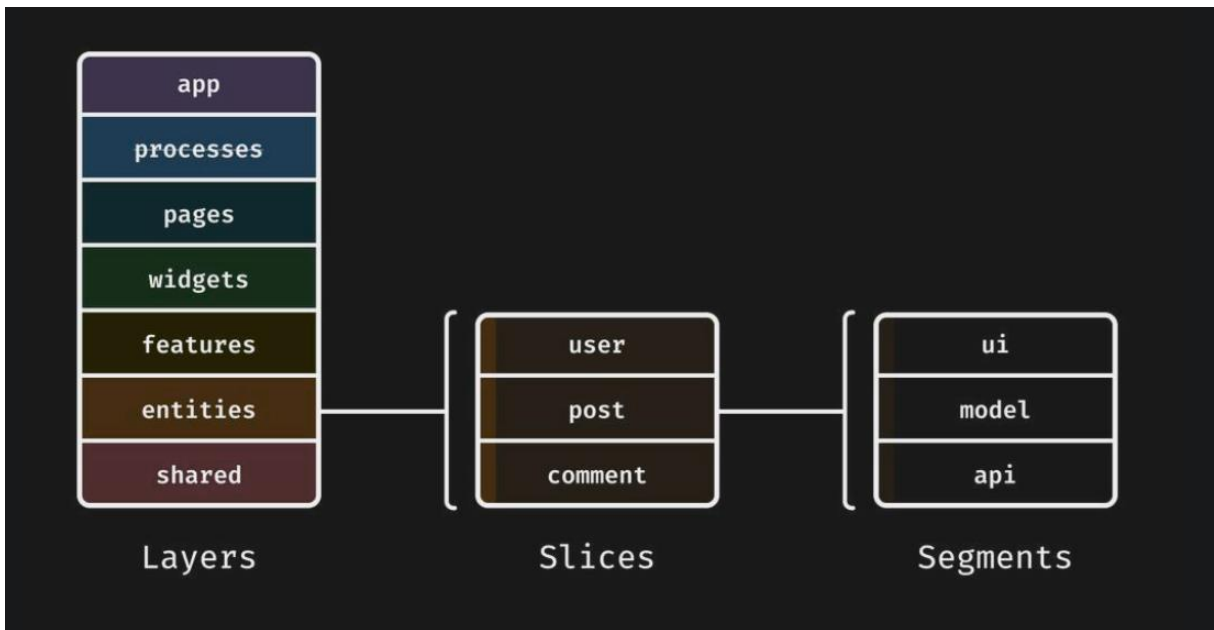 app
processes
pages
widgets
features
entities
shared
Layers
user
post
comment
Slices
ui
model
api
Segments